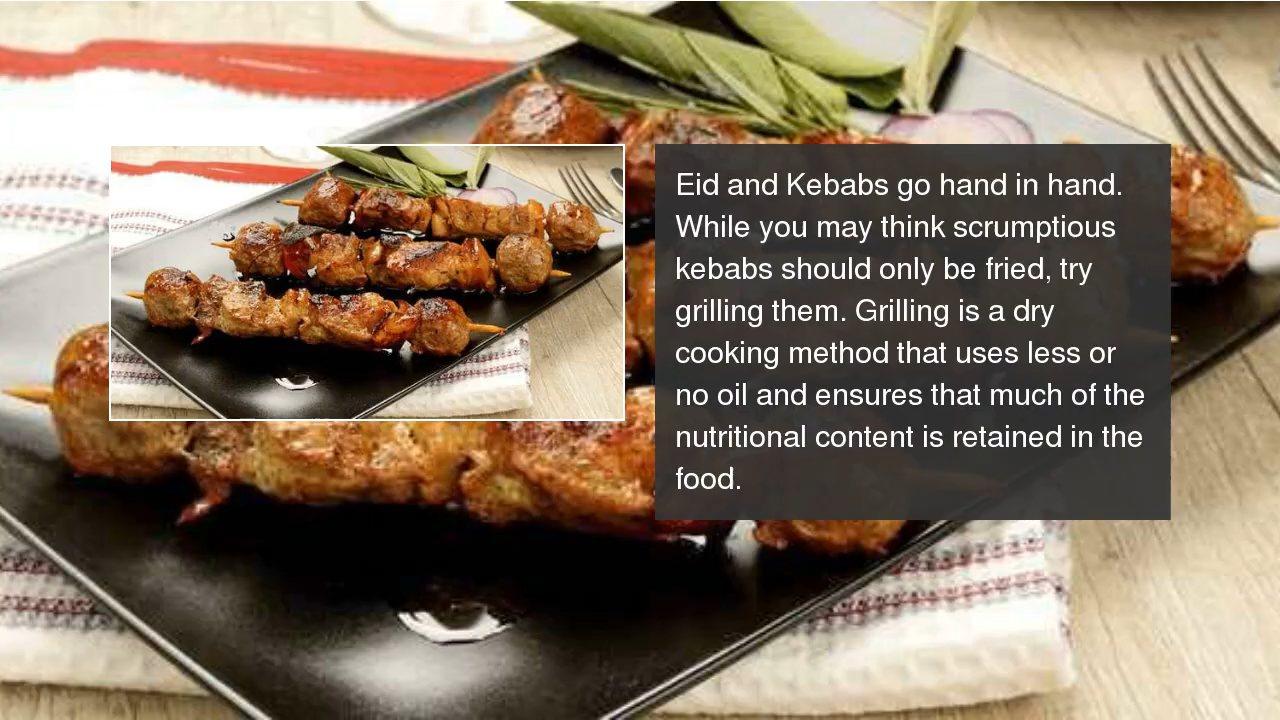 Eid and Kebabs go hand in hand.
While you may think scrumptious
kebabs should only be fried, try
grilling them. Grilling is a dry
cooking method that uses less or
no oil and ensures that much of the
nutritional content is retained in the
food.